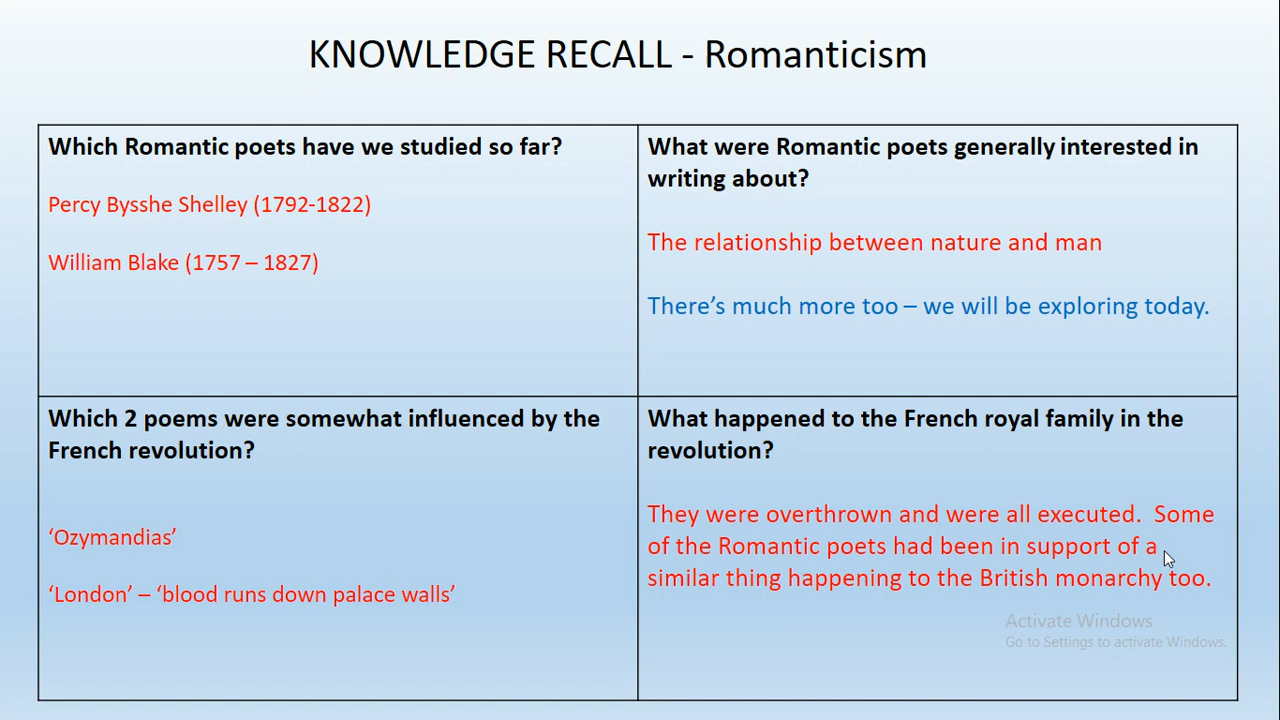 KNOWLEDGE RECALL - Romanticism
Which Romantic poets have we studied so far?
Percy Bysshe Shelley (1792-1822)
William Blake (1757 – 1827)
What were Romantic poets generally interested in
writing about?
The relationship between nature and man
There’s much more too – we will be exploring today.
Which 2 poems were somewhat influenced by the
French revolution?
‘Ozymandias’
‘London’ – ‘blood runs down palace walls’
What happened to the French royal family in the
revolution?
They were overthrown and were all executed.  Some
of the Romantic poets had been in support of a
similar thing happening to the British monarchy too.
Activate Windows
Go to Settings to activate Windows.